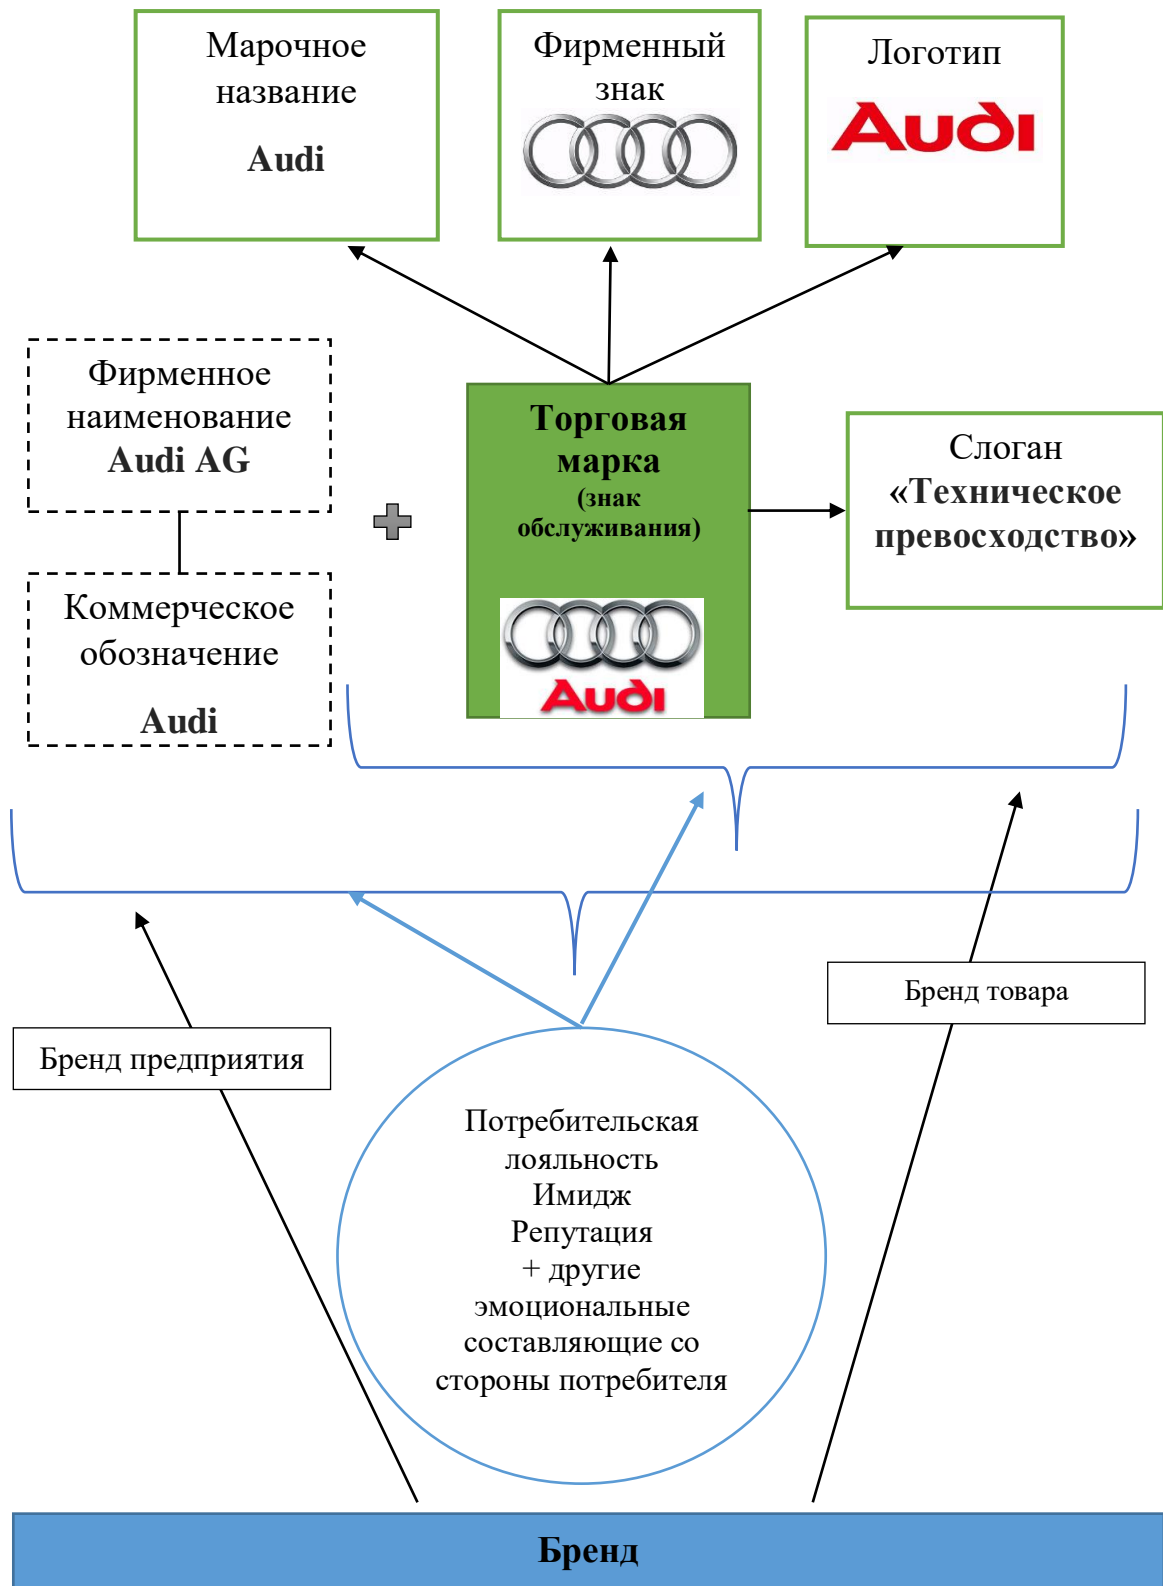 Марочное
название
Audi
Фирменный
знак
Логотип
Audi
Фирменное
наименование
Audi AG
Торговая
марка
(знак
обслуживания)
Audi
Слоган
«Техническое
превосходство»
Коммерческое
обозначение
Audi
Бренд товара
Бренд предприятия
Потребительская
лояльность
Имидж
Репутация
+ другие
эмоциональные
составляющие со
стороны потребителя
Бренд